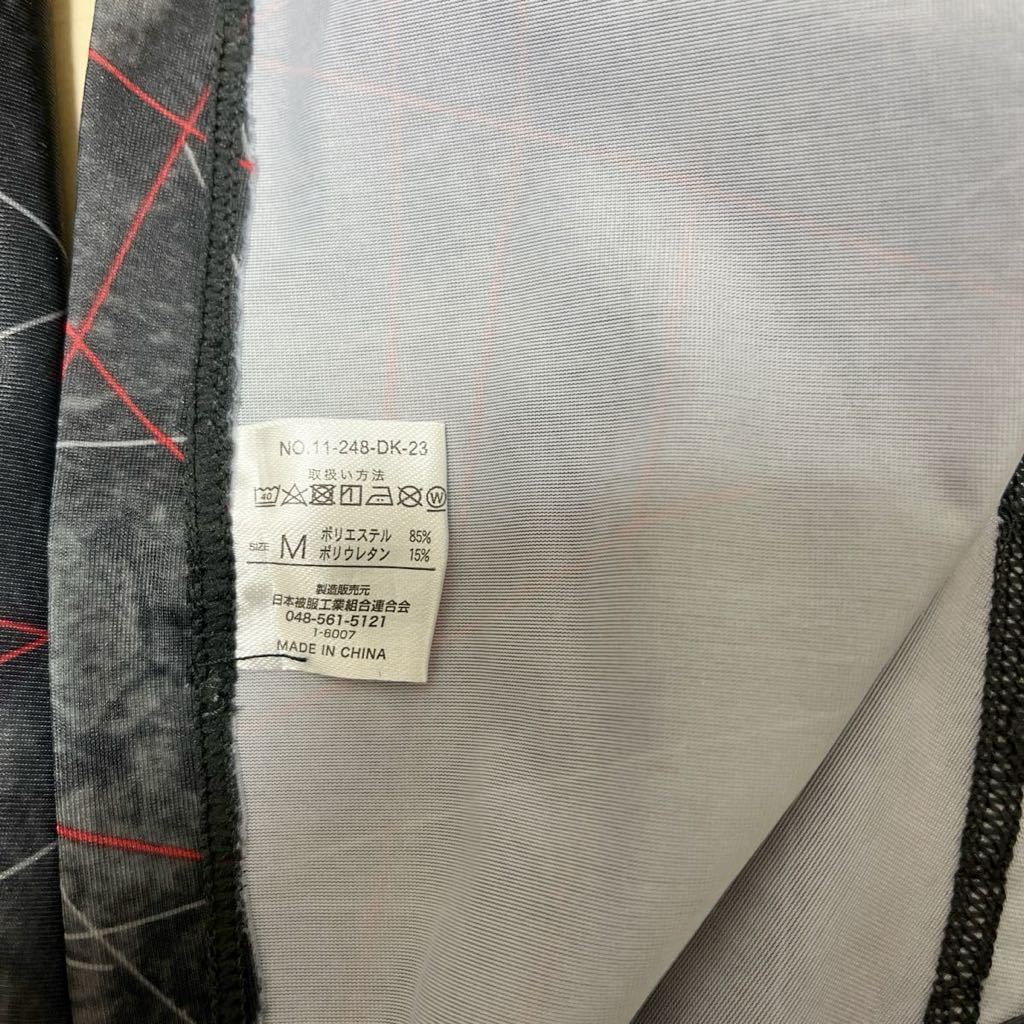 NO.11-248-DK-23
取扱い方法
40 W
SIZE M ポリエステル 85%
ポリウレタン 15%
製造販売元
日本被服工業組合連合会
048-561-5121
1-6007
MADE IN CHINA